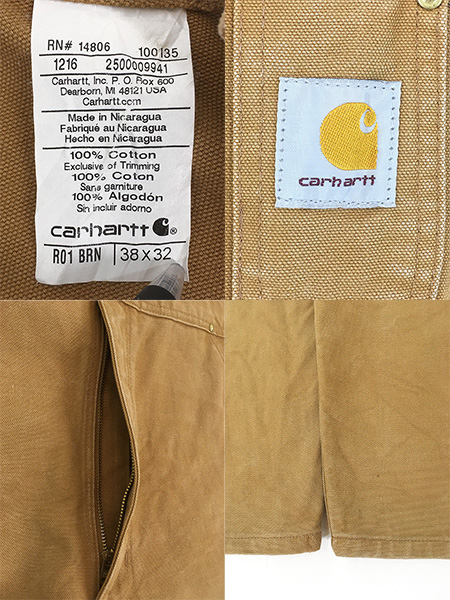 RN# 14806 100135
1216 2500009941
Carhartt, Inc. P. O. Box 600
Dearborn, MI 48121 USA
Carhartt.com
Made in Nicaragua
Fabriqué au Nicaragua
Hecho en Nicaragua
100% Cotton
Exclusive of Trimming
100% Coton
Sans garniture
100% Algodón
Sin incluir adorno
carhartt®
R01 BRN 38 x 32
carhartt